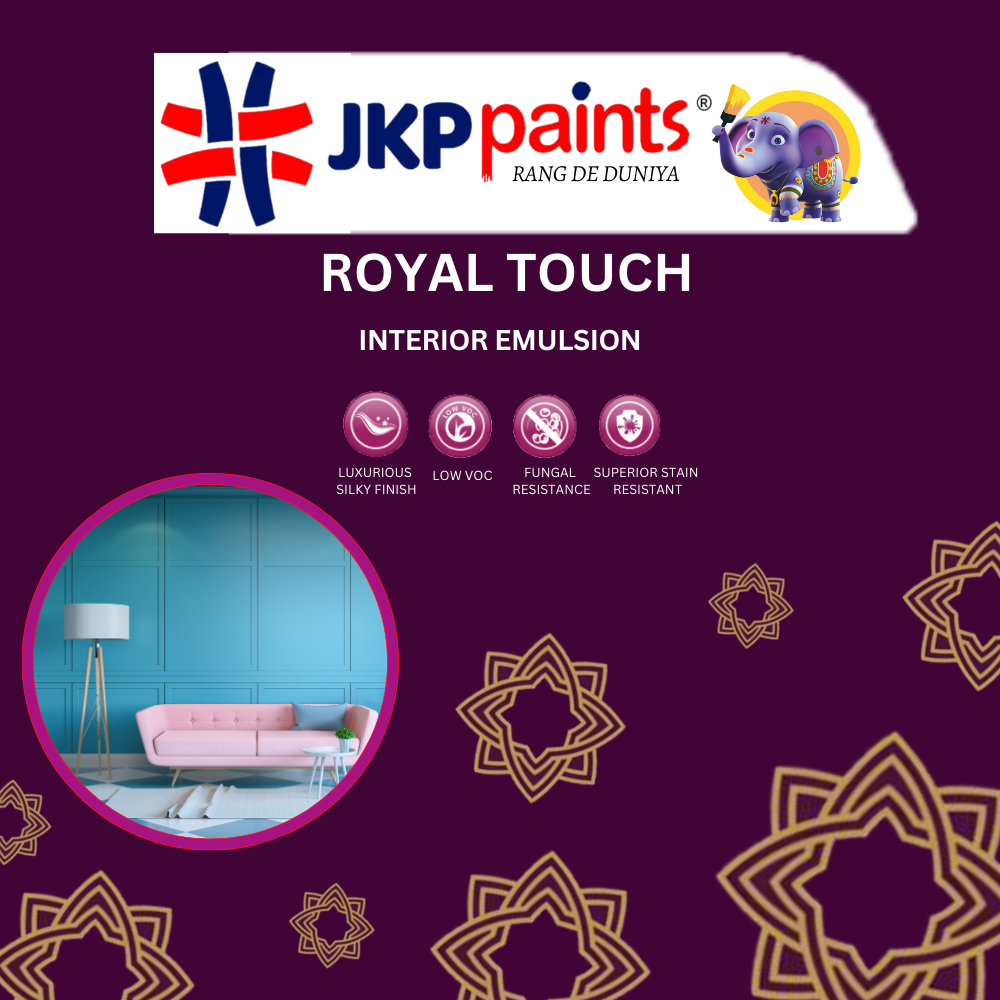 JKP paints ®
RANG DE DUNIYA
ROYAL TOUCH
INTERIOR EMULSION
LOW VOC
LUXURIOUS
SILKY FINISH
LOW VOC
FUNGAL
RESISTANCE
SUPERIOR STAIN
RESISTANT